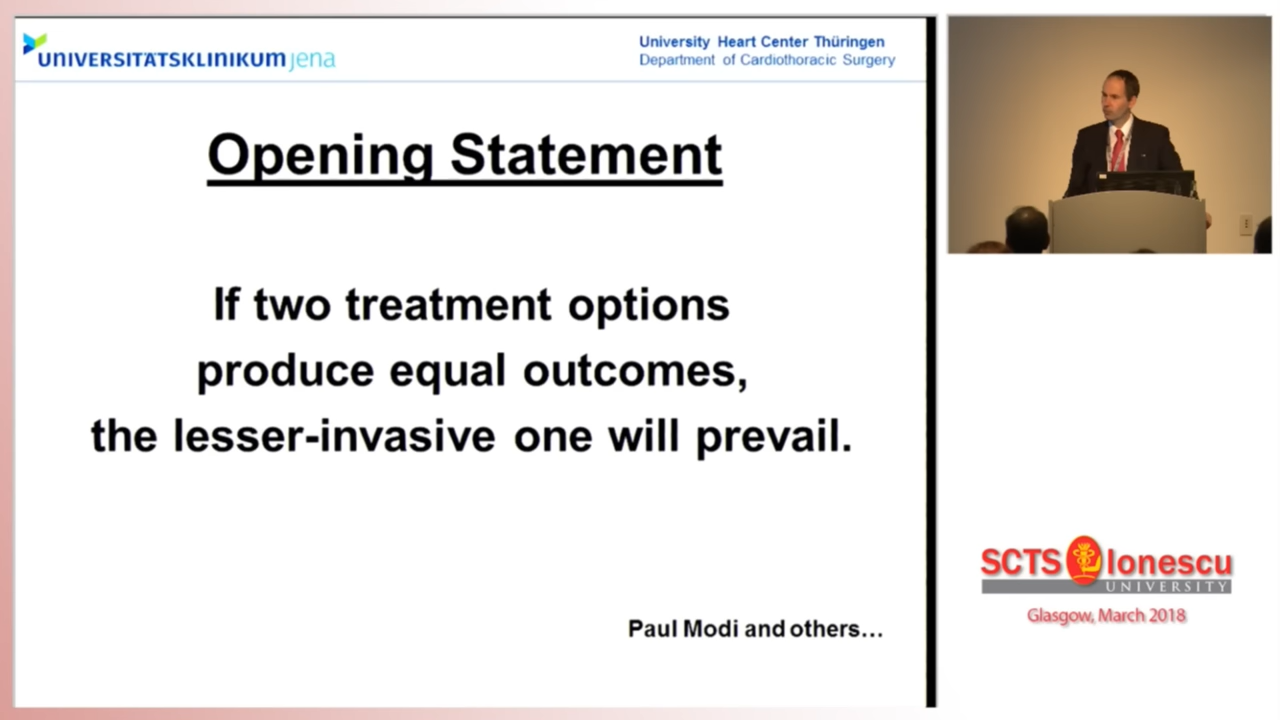 UNIVERSITÄTSKLINIKUM jena
University Heart Center Thüringen
Department of Cardiothoracic Surgery
Opening Statement
If two treatment options
produce equal outcomes,
the lesser-invasive one will prevail.
Paul Modi and others...
SCTS Ionescu
UNIVERSITY
Glasgow, March 2018